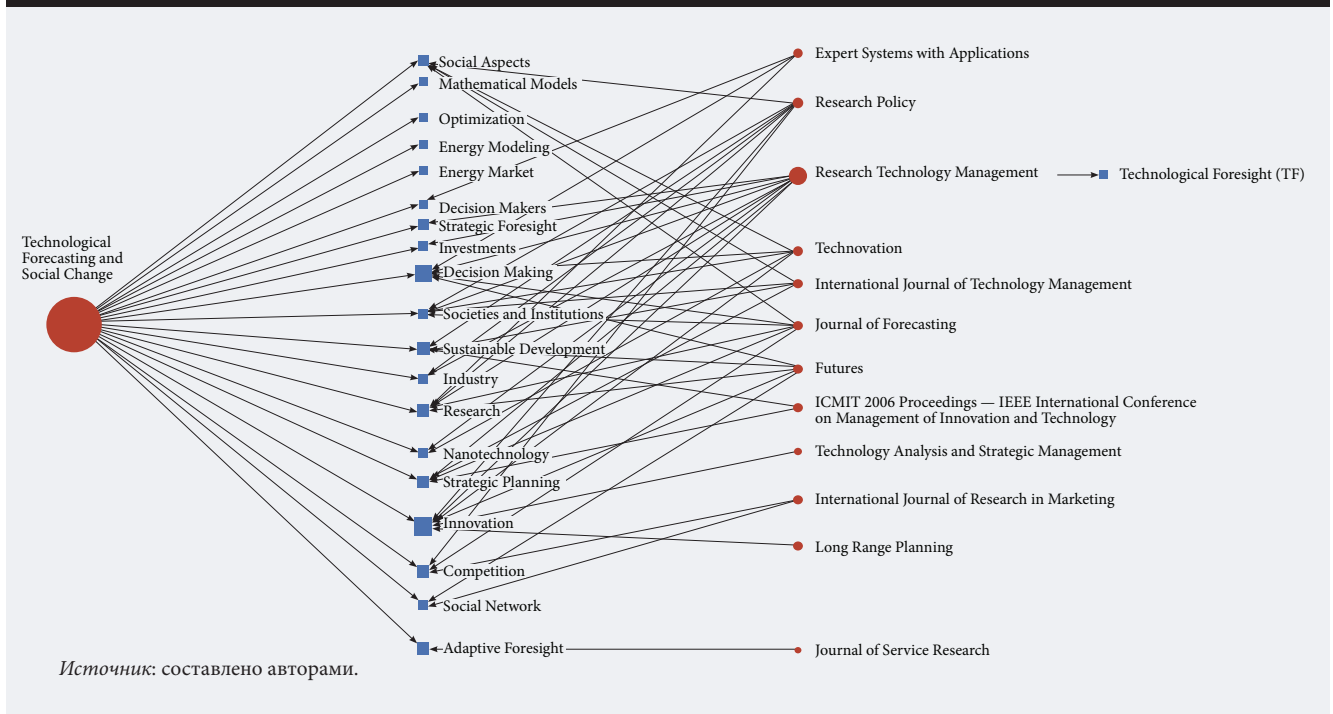 Technological
Forecasting and
Social Change
Social Aspects
Mathematical Models
Optimization
Energy Modeling
Energy Market
Decision Makers
Strategic Foresight
Investments
Decision Making
Societies and Institutions
Sustainable Development
Industry
Research
Nanotechnology
Strategic Planning
Innovation
Competition
Social Network
Adaptive Foresight
Expert Systems with Applications
Research Policy
Research Technology Management
Technological Foresight (TF)
Technovation
International Journal of Technology Management
Journal of Forecasting
Futures
ICMIT 2006 Proceedings — IEEE International Conference
on Management of Innovation and Technology
Technology Analysis and Strategic Management
International Journal of Research in Marketing
Long Range Planning
Journal of Service Research
Источник: составлено авторами.